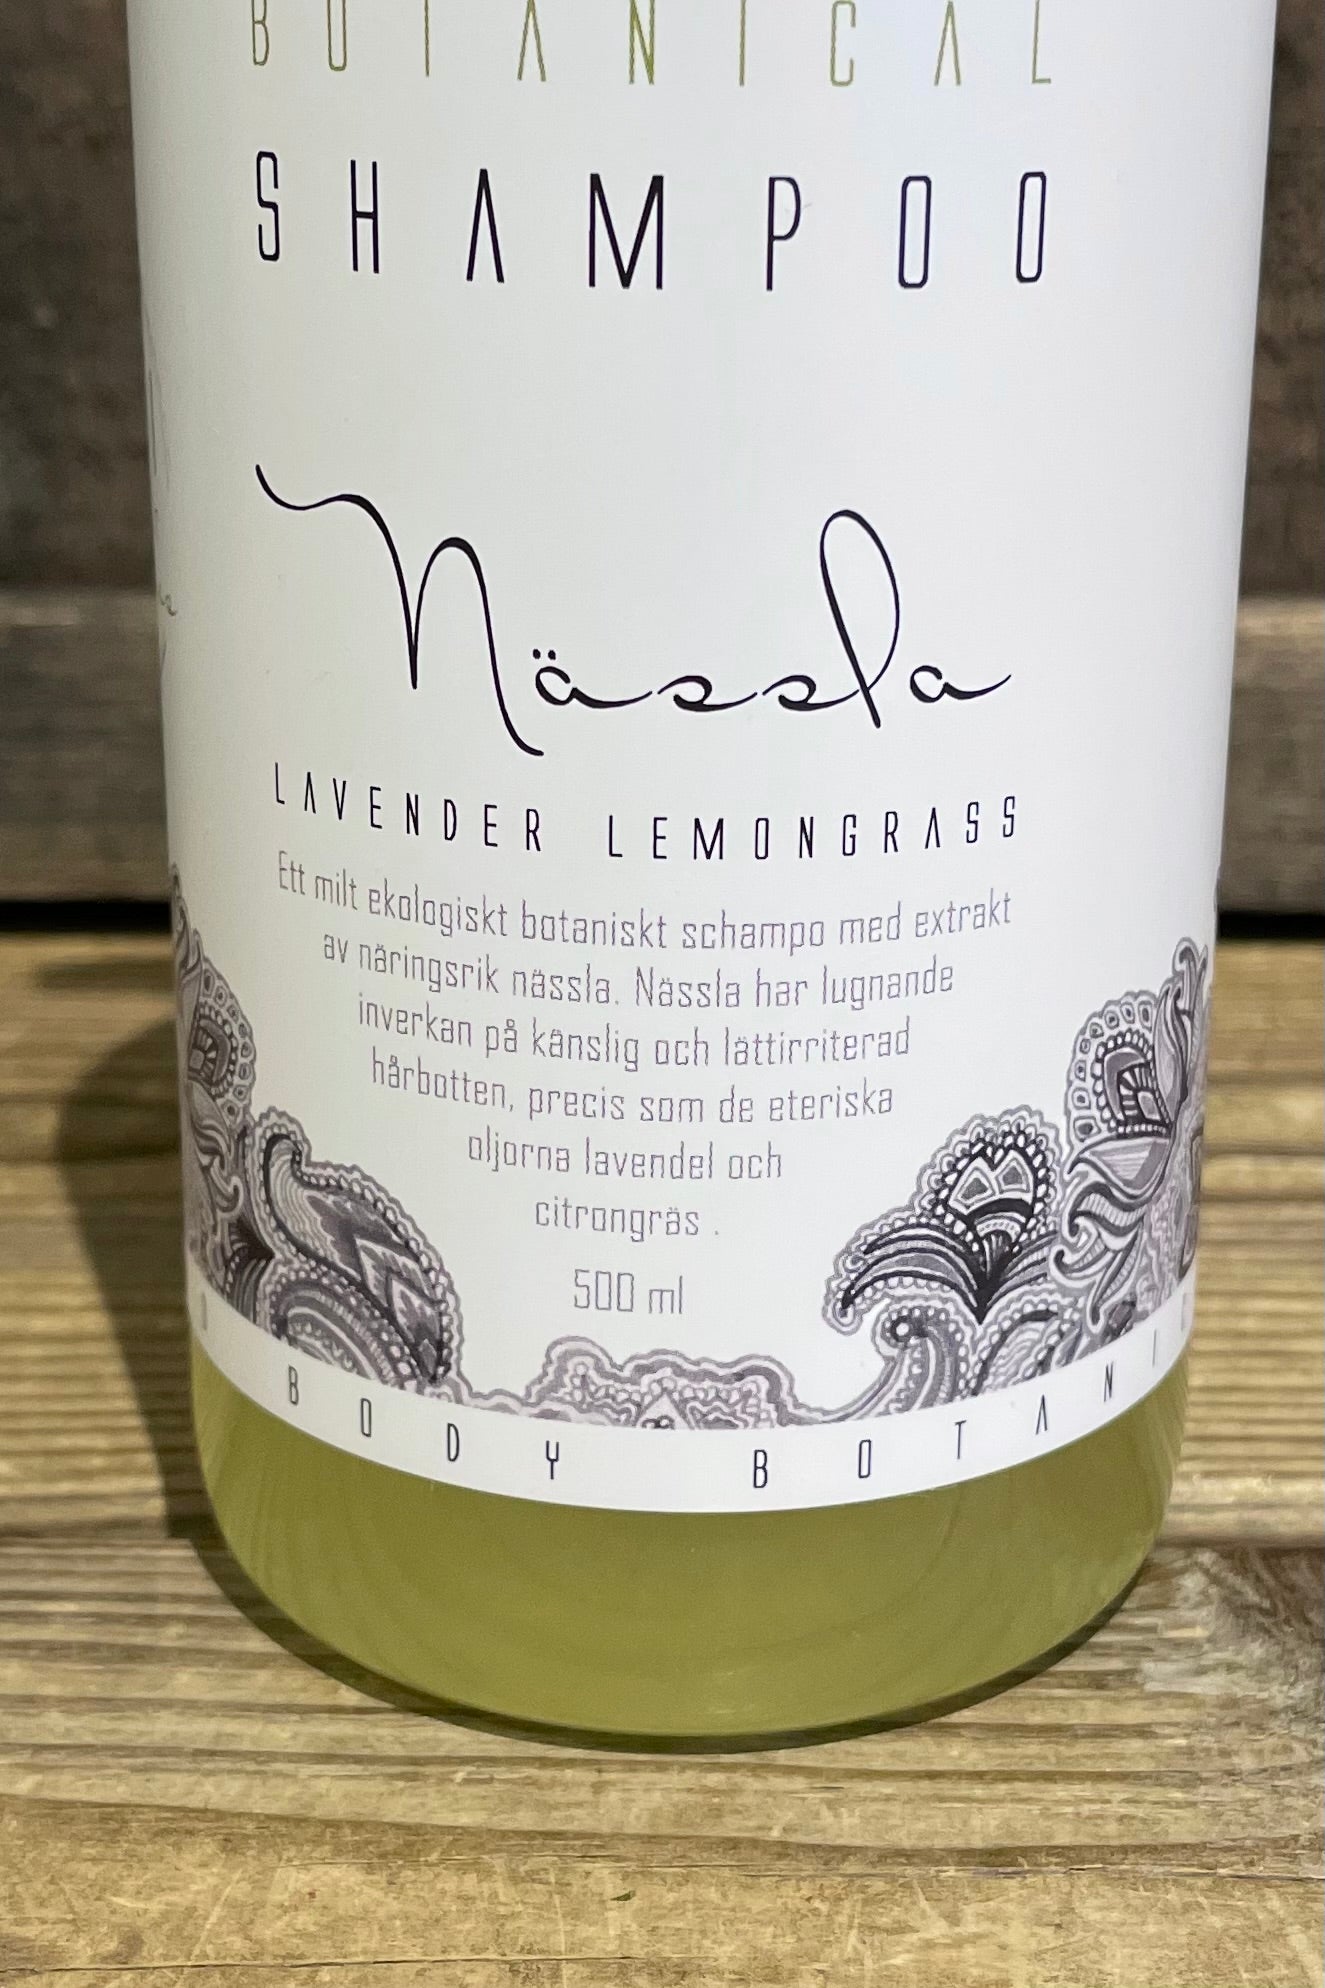 BOTANICAL
SHAMPOO
Nässla
LAVENDER LEMONGRASS
Ett milt ekologiskt botaniskt schampo med extrakt
av näringsrik nässla. Nässla har lugnande
inverkan på känslig och lättirriterad
hårbotten, precis som de eteriska
oljorna lavendel och
citrongräs .
500 ml
BODY BOTANIC